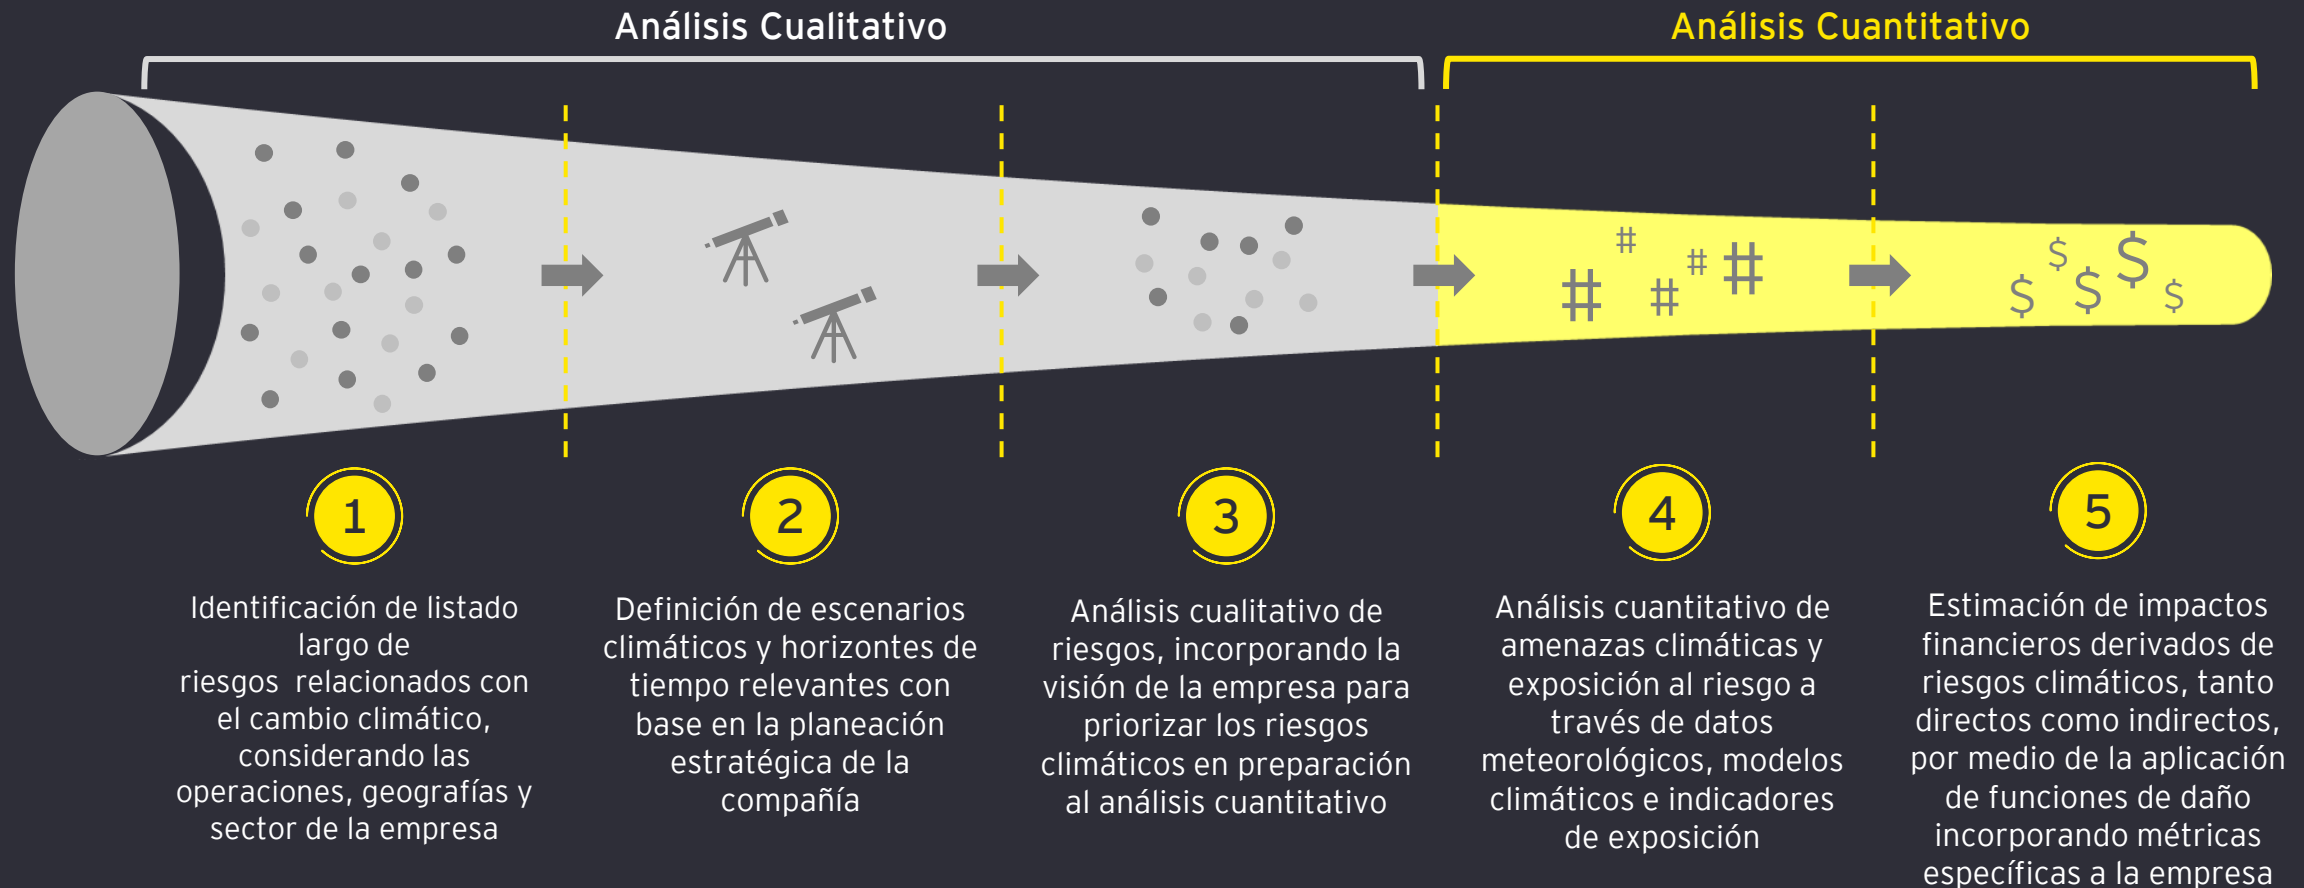 Análisis Cualitativo
Análisis Cuantitativo
# # # # #
$ $ $ $ $
1
Identificación de listado
largo de
riesgos  relacionados con
el cambio climático,
considerando las
operaciones, geografías y
sector de la empresa
2
Definición de escenarios
climáticos y horizontes de
tiempo relevantes con
base en la planeación
estratégica de la
compañía
3
Análisis cualitativo de
riesgos, incorporando la
visión de la empresa para
priorizar los riesgos
climáticos en preparación
al análisis cuantitativo
4
Análisis cuantitativo de
amenazas climáticas y
exposición al riesgo a
través de datos
meteorológicos, modelos
climáticos e indicadores
de exposición
5
Estimación de impactos
financieros derivados de
riesgos climáticos, tanto
directos como indirectos,
por medio de la aplicación
de funciones de daño
incorporando métricas
específicas a la empresa